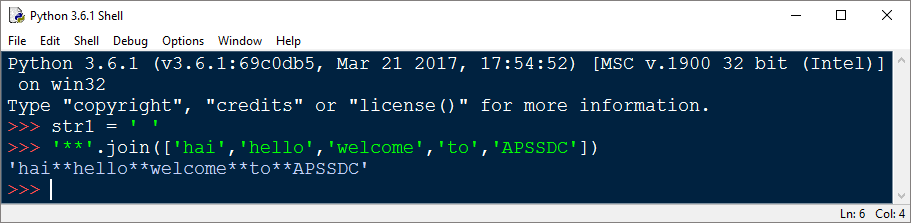 Python 3.6.1 Shell
File Edit Shell Debug Options Window Help
Python 3.6.1 (v3.6.1:69c0db5, Mar 21 2017, 17:54:52) [MSC v.1900 32 bit (Intel)]
 on win32
Type "copyright", "credits" or "license()" for more information.
>>> str1 = ' '
>>> '**'.join(['hai','hello','welcome','to','APSSDC'])
'hai**hello**welcome**to**APSSDC'
>>>
Ln: 6 Col: 4